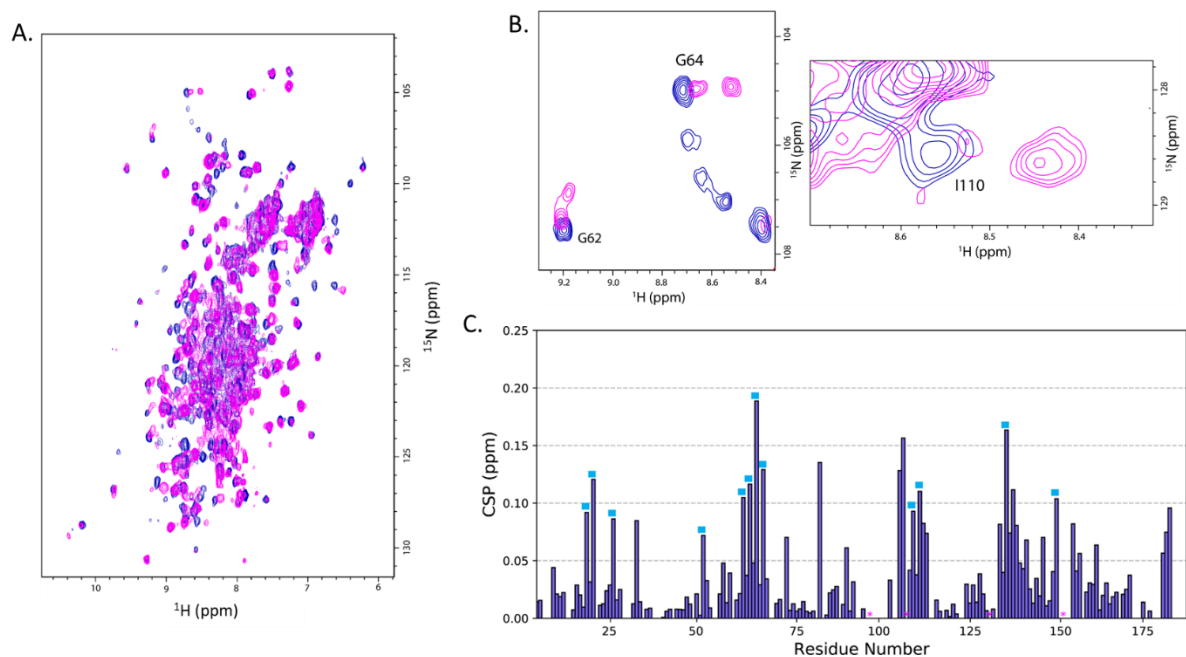 A.
105
110
115
120
125
130
¹⁵N (ppm)
10
9
8
7
6
¹H (ppm)
B.
G64
G62
104
106
108
¹⁵N (ppm)
9.2
9.0
8.8
8.6
8.4
¹H (ppm)
I110
128
129
¹⁵N (ppm)
8.6
8.5
8.4
¹H (ppm)
C.
0.25
0.20
0.15
0.10
0.05
0.00
CSP (ppm)
* * * *
25
50
75
100
125
150
175
Residue Number